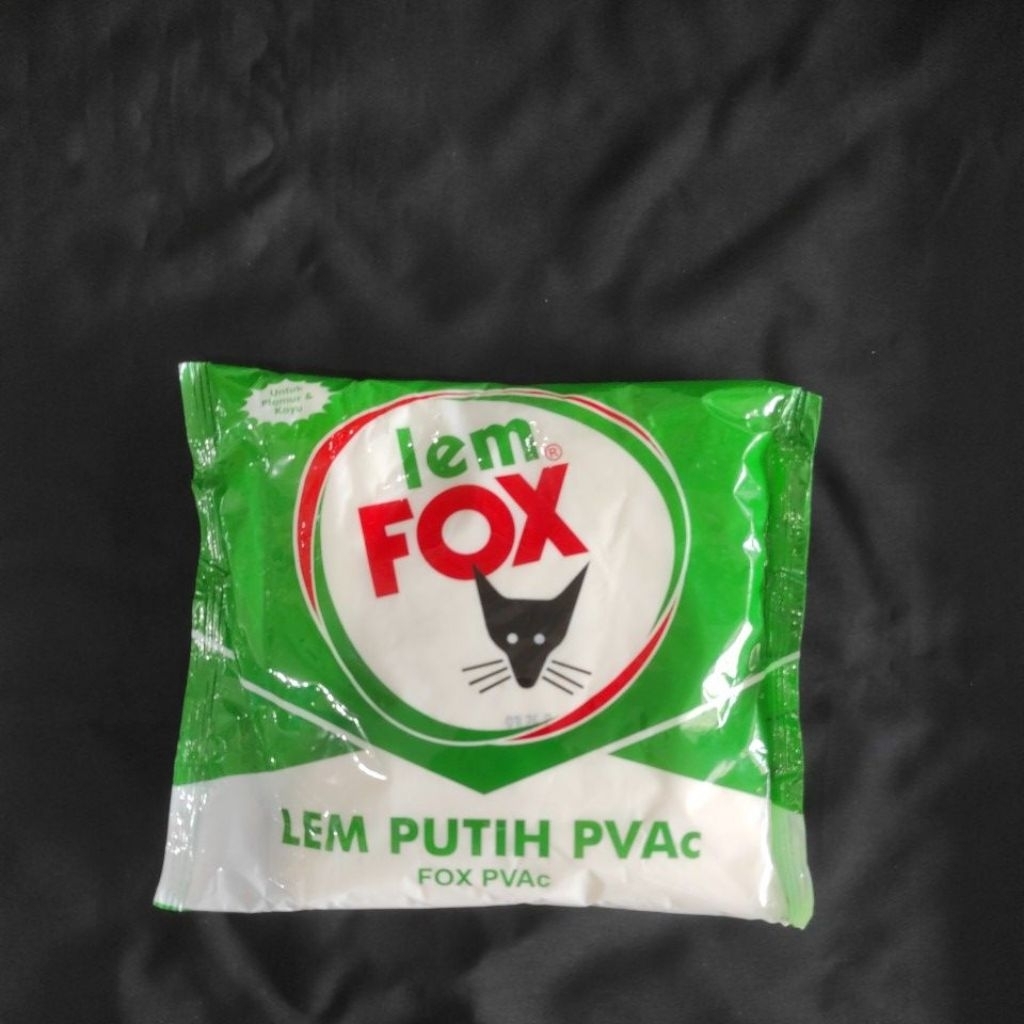 Untuk
Plamur &
Kayu
lem®
FOX
LEM PUTIH PVAc
FOX PVAc